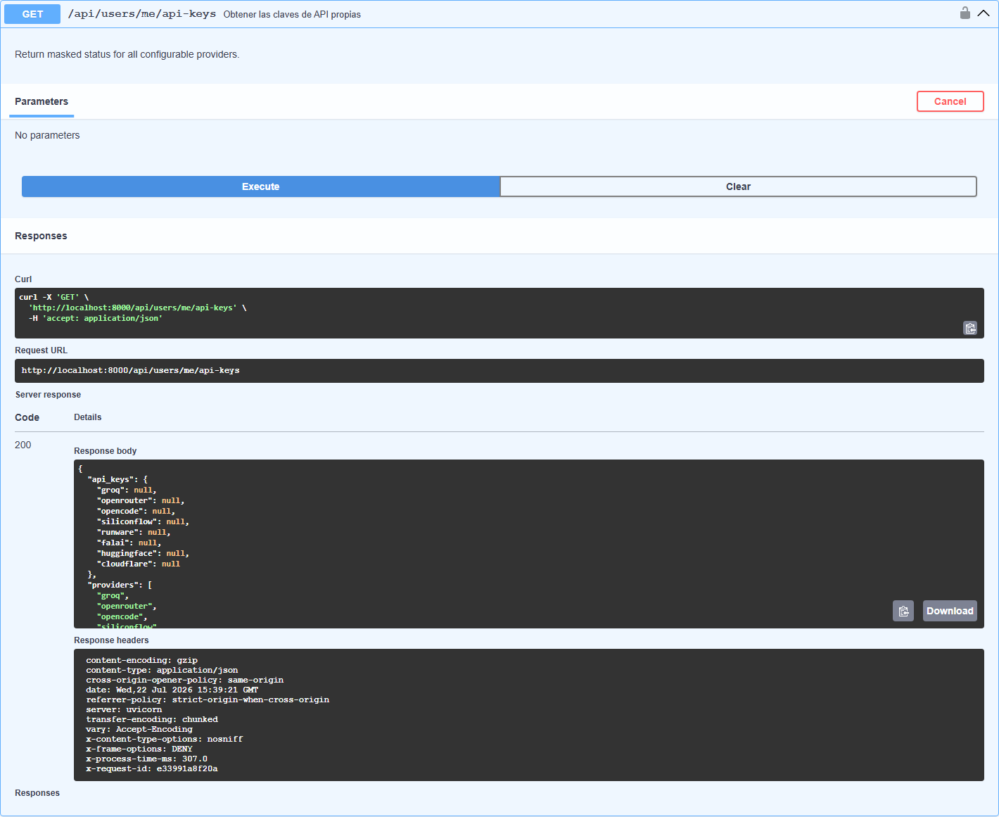 GET /api/users/me/api-keys Obtener las claves de API propias
Return masked status for all configurable providers.
Parameters
Cancel
No parameters
Execute
Clear
Responses
Curl
curl -X 'GET' \
  'http://localhost:8000/api/users/me/api-keys' \
  -H 'accept: application/json'
Request URL
http://localhost:8000/api/users/me/api-keys
Server response
Code Details
200
Response body
{
  "api_keys": {
    "groq": null,
    "openrouter": null,
    "opencode": null,
    "siliconflow": null,
    "runware": null,
    "falai": null,
    "huggingface": null,
    "cloudflare": null
  },
  "providers": [
    "groq",
    "openrouter",
    "opencode",
    "siliconflow"
Download
Response headers
content-encoding: gzip
content-type: application/json
cross-origin-opener-policy: same-origin
date: Wed,22 Jul 2026 15:39:21 GMT
referrer-policy: strict-origin-when-cross-origin
server: uvicorn
transfer-encoding: chunked
vary: Accept-Encoding
x-content-type-options: nosniff
x-frame-options: DENY
x-process-time-ms: 307.0
x-request-id: e33991a8f20a
Responses